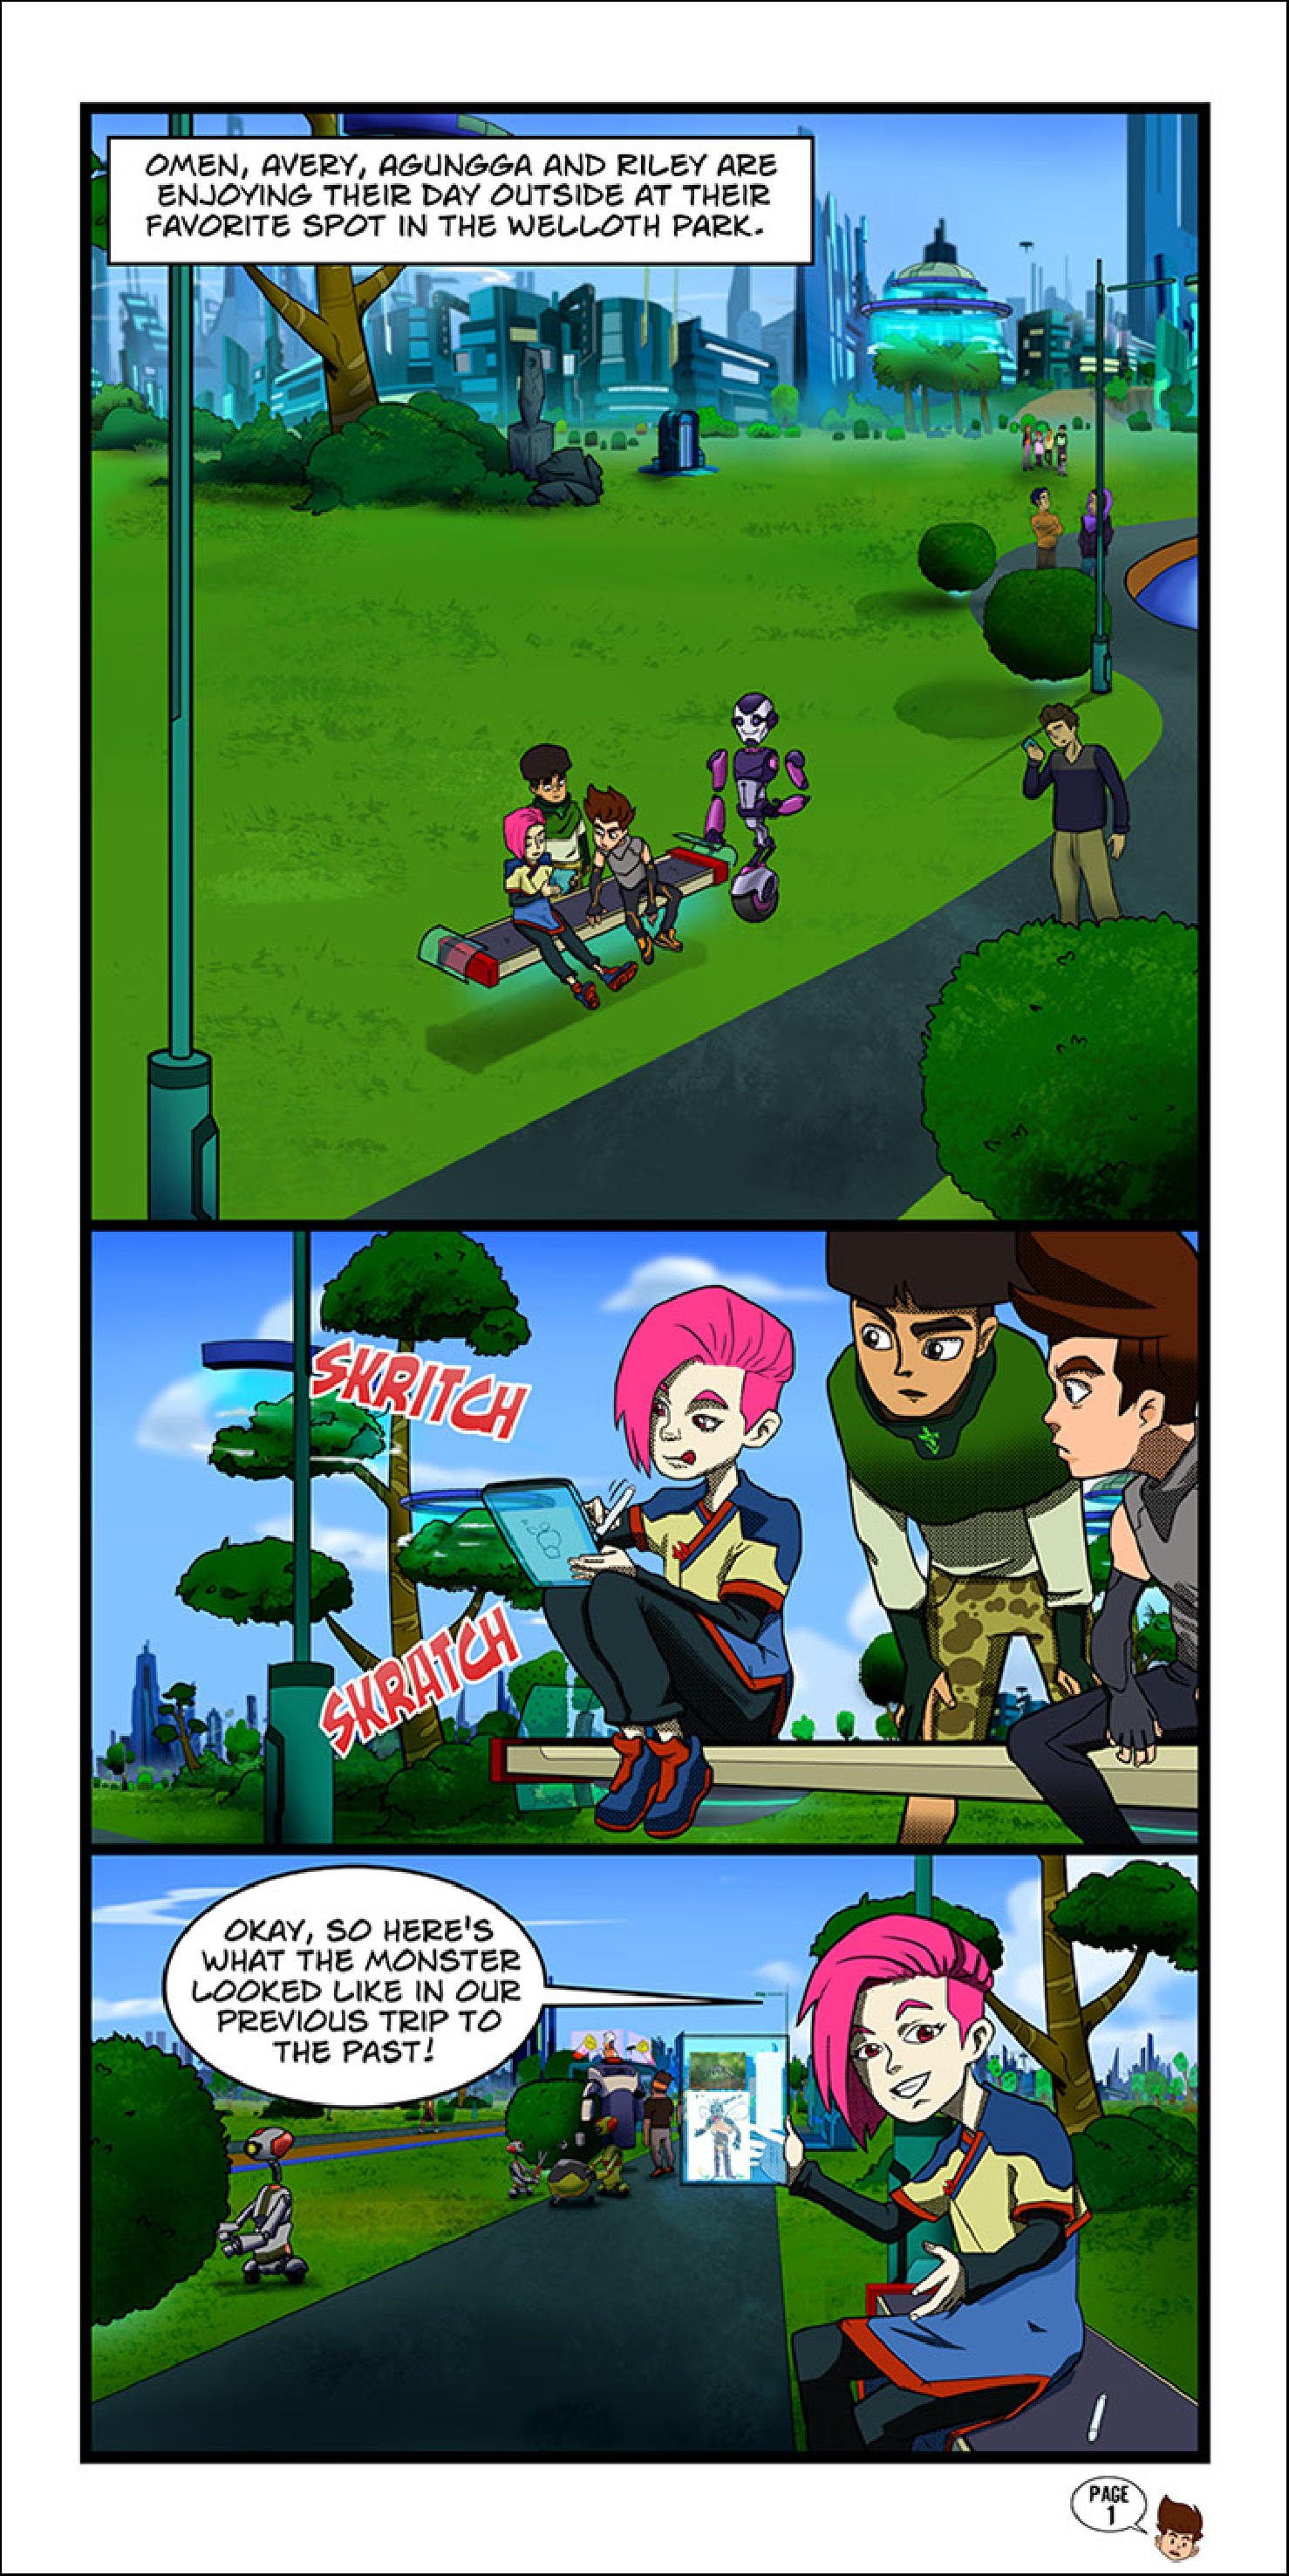 OMEN, AVERY, AGUNGGA AND RILEY ARE
ENJOYING THEIR DAY OUTSIDE AT THEIR
FAVORITE SPOT IN THE WELLOTH PARK.
SKRITCH
SKRATCH
OKAY, SO HERE'S
WHAT THE MONSTER
LOOKED LIKE IN OUR
PREVIOUS TRIP TO
THE PAST!
PAGE
1